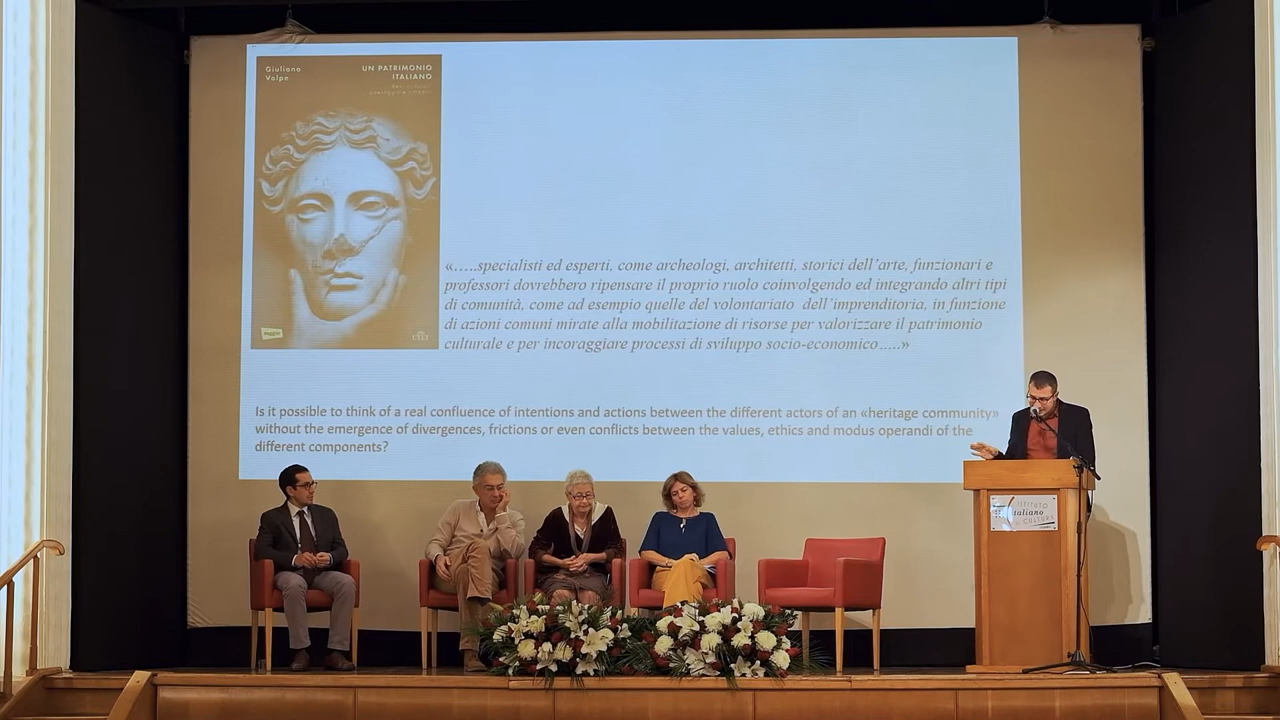 Giuliano
Volpe
UN PATRIMONIO
ITALIANO
«.....specialisti ed esperti, come archeologi, architetti, storici dell'arte, funzionari e
professori dovrebbero ripensare il proprio ruolo coinvolgendo ed integrando altri tipi
di comunità, come ad esempio quelle del volontariato dell'imprenditoria, in funzione
di azioni comuni mirate alla mobilitazione di risorse per valorizzare il patrimonio
culturale e per incoraggiare processi di sviluppo socio-economico.....»
Is it possible to think of a real confluence of intentions and actions between the different actors of an «heritage community»
without the emergence of divergences, frictions or even conflicts between the values, ethics and modus operandi of the
different components?
ISTITUTO
italiano
CULTURA